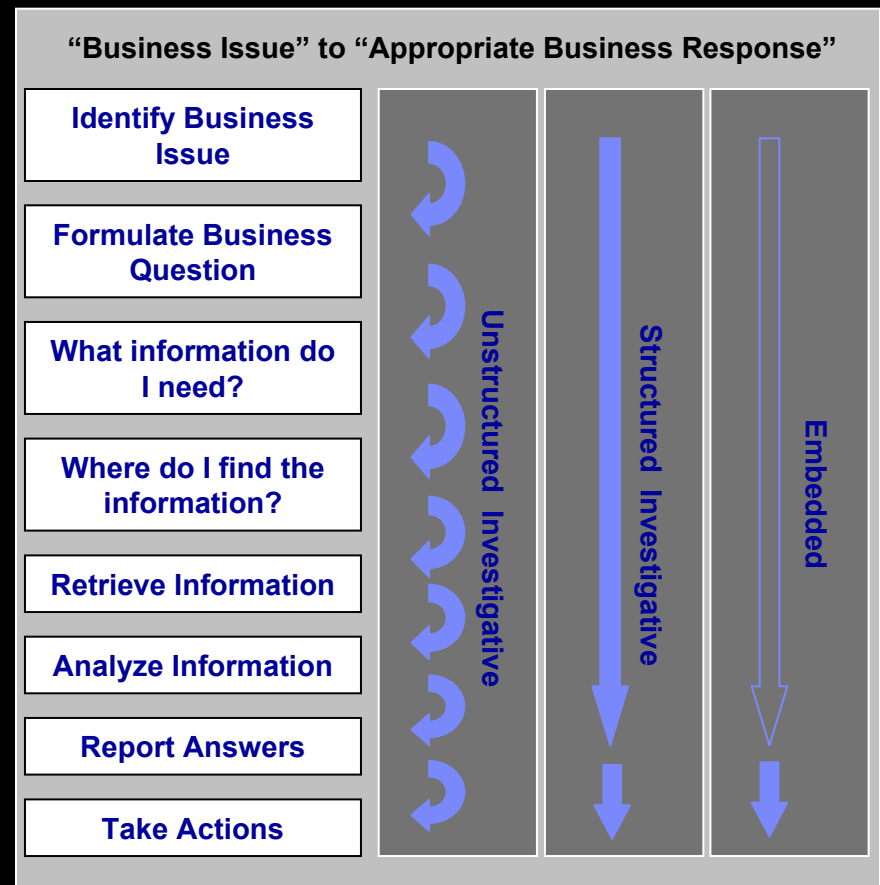 “Business Issue” to “Appropriate Business Response”
Identify Business
Issue
Formulate Business
Question
What information do
I need?
Where do I find the
information?
Retrieve Information
Analyze Information
Report Answers
Take Actions
Unstructured Investigative
Structured Investigative
Embedded